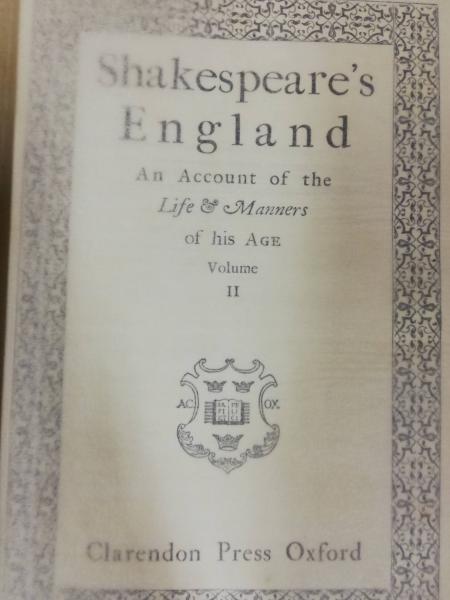 Shakespeare's
England
An Account of the
Life & Manners
of his AGE
Volume
II
AC. OX.
Clarendon Press Oxford